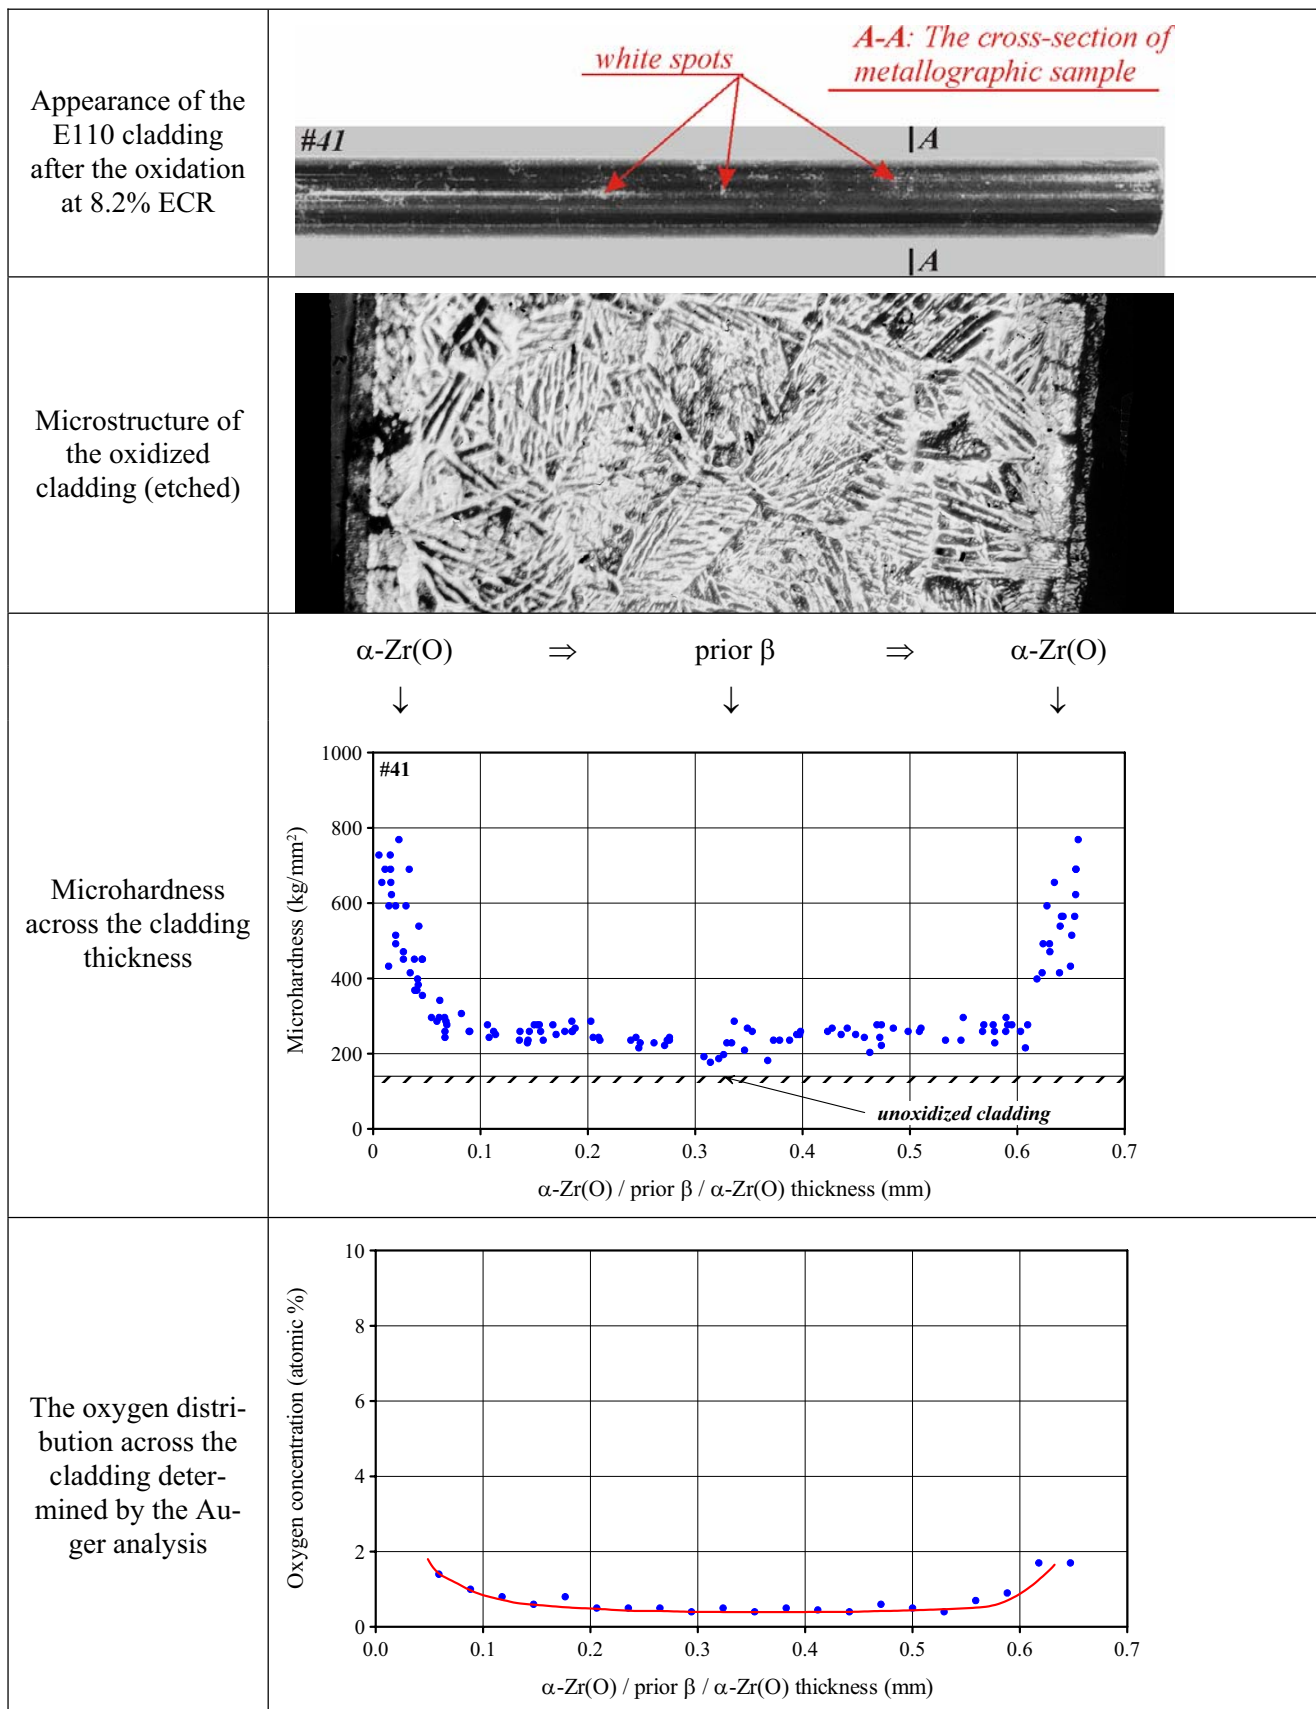 Appearance of the
E110 cladding
after the oxidation
at 8.2% ECR
white spots
A-A: The cross-section of
metallographic sample
#41
A
A
Microstructure of
the oxidized
cladding (etched)
α-Zr(O) ⇒ prior β ⇒ α-Zr(O)
↓ ↓ ↓
Microhardness
across the cladding
thickness
Microhardness (kg/mm²)
1000
800
600
400
200
0
#41
unoxidized cladding
0 0.1 0.2 0.3 0.4 0.5 0.6 0.7
α-Zr(O) / prior β / α-Zr(O) thickness (mm)
The oxygen distri-
bution across the
cladding deter-
mined by the Au-
ger analysis
Oxygen concentration (atomic %)
10
8
6
4
2
0
0.0 0.1 0.2 0.3 0.4 0.5 0.6 0.7
α-Zr(O) / prior β / α-Zr(O) thickness (mm)